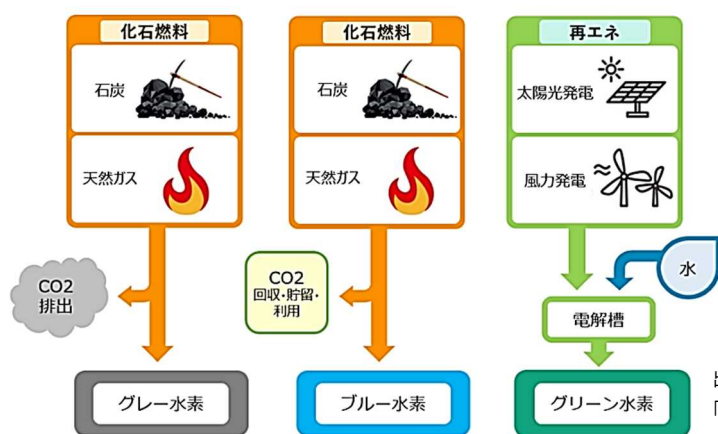 化石燃料
石炭
天然ガス
CO2
排出
グレー水素
化石燃料
石炭
天然ガス
CO2
回収・貯留・
利用
ブルー水素
再エネ
太陽光発電
風力発電
水
電解槽
グリーン水素